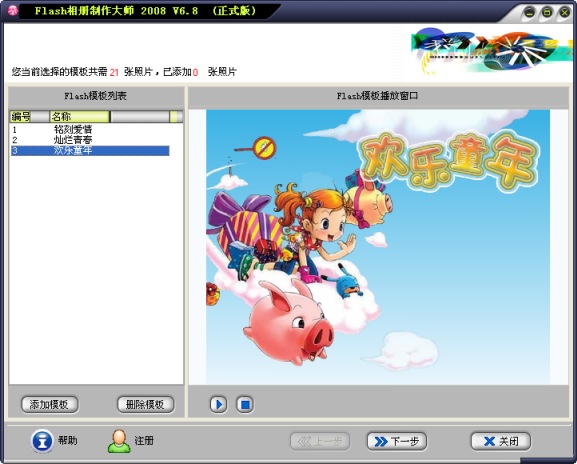 Flash相册制作大师 2008 V6.8 (正式版)
您当前选择的模板共需 21 张照片，已添加0 张照片
Flash模板列表
Flash模板播放窗口
编号 名称
1 铭刻爱情
2 灿烂青春
3 欢乐童年
欢乐童年
添加模板
删除模板
帮助
注册
上一步
下一步
关闭